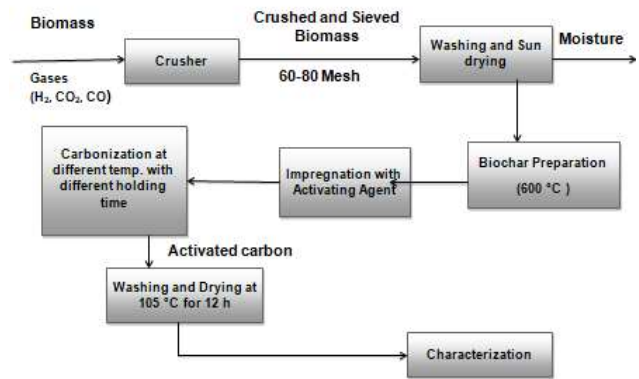 Biomass
Gases
(H₂, CO₂, CO)
Crusher
Crushed and Sieved
Biomass
60-80 Mesh
Washing and Sun
drying
Moisture
Biochar Preparation
(600 °C )
Impregnation with
Activating Agent
Carbonization at
different temp. with
different holding
time
Activated carbon
Washing and Drying at
105 °C for 12 h
Characterization